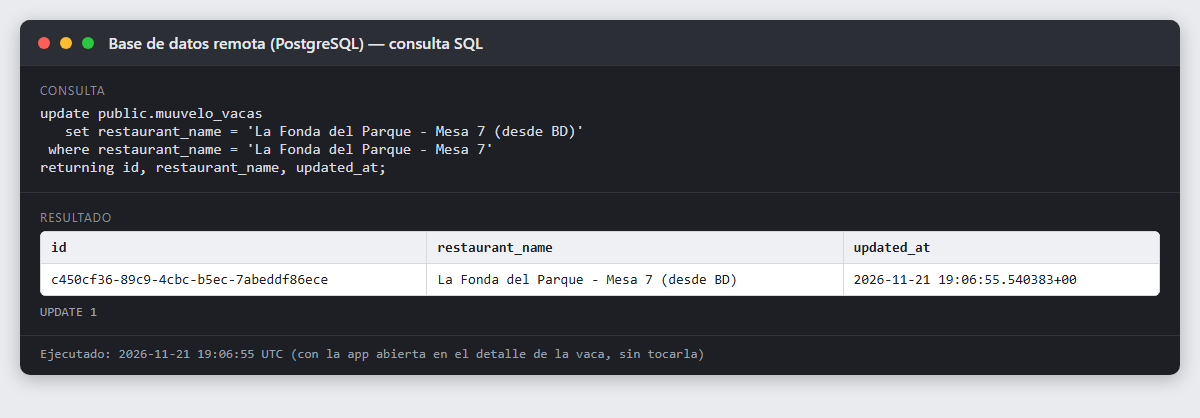 Base de datos remota (PostgreSQL) — consulta SQL
CONSULTA
update public.muuvelo_vacas
   set restaurant_name = 'La Fonda del Parque - Mesa 7 (desde BD)'
 where restaurant_name = 'La Fonda del Parque - Mesa 7'
returning id, restaurant_name, updated_at;
RESULTADO
id restaurant_name updated_at
c450cf36-89c9-4cbc-b5ec-7abeddf86ece La Fonda del Parque - Mesa 7 (desde BD) 2026-11-21 19:06:55.540383+00
UPDATE 1
Ejecutado: 2026-11-21 19:06:55 UTC (con la app abierta en el detalle de la vaca, sin tocarla)